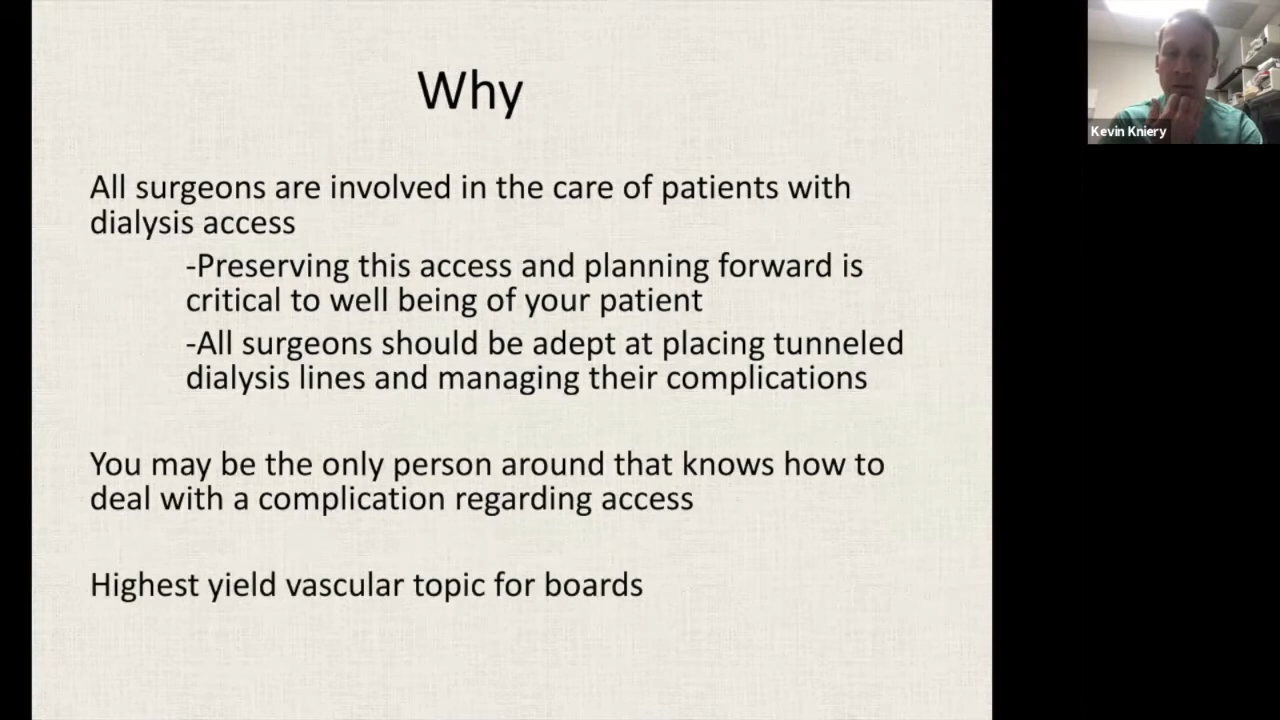 Why
Kevin Kniery
All surgeons are involved in the care of patients with
dialysis access
-Preserving this access and planning forward is
critical to well being of your patient
-All surgeons should be adept at placing tunneled
dialysis lines and managing their complications
You may be the only person around that knows how to
deal with a complication regarding access
Highest yield vascular topic for boards